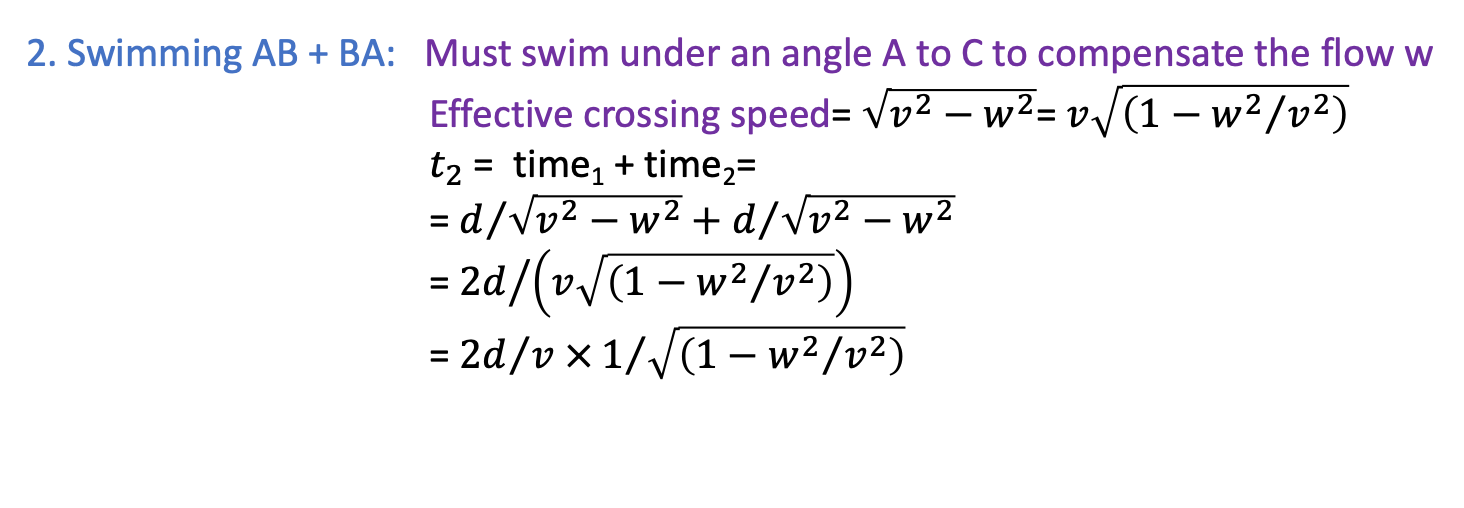 2. Swimming AB + BA: Must swim under an angle A to C to compensate the flow w
Effective crossing speed= √(v² − w²)= v√((1 − w²/v²))
t₂ = time₁ + time₂=
= d/√(v² − w²) + d/√(v² − w²)
= 2d/(v√((1 − w²/v²)))
= 2d/v × 1/√((1 − w²/v²))